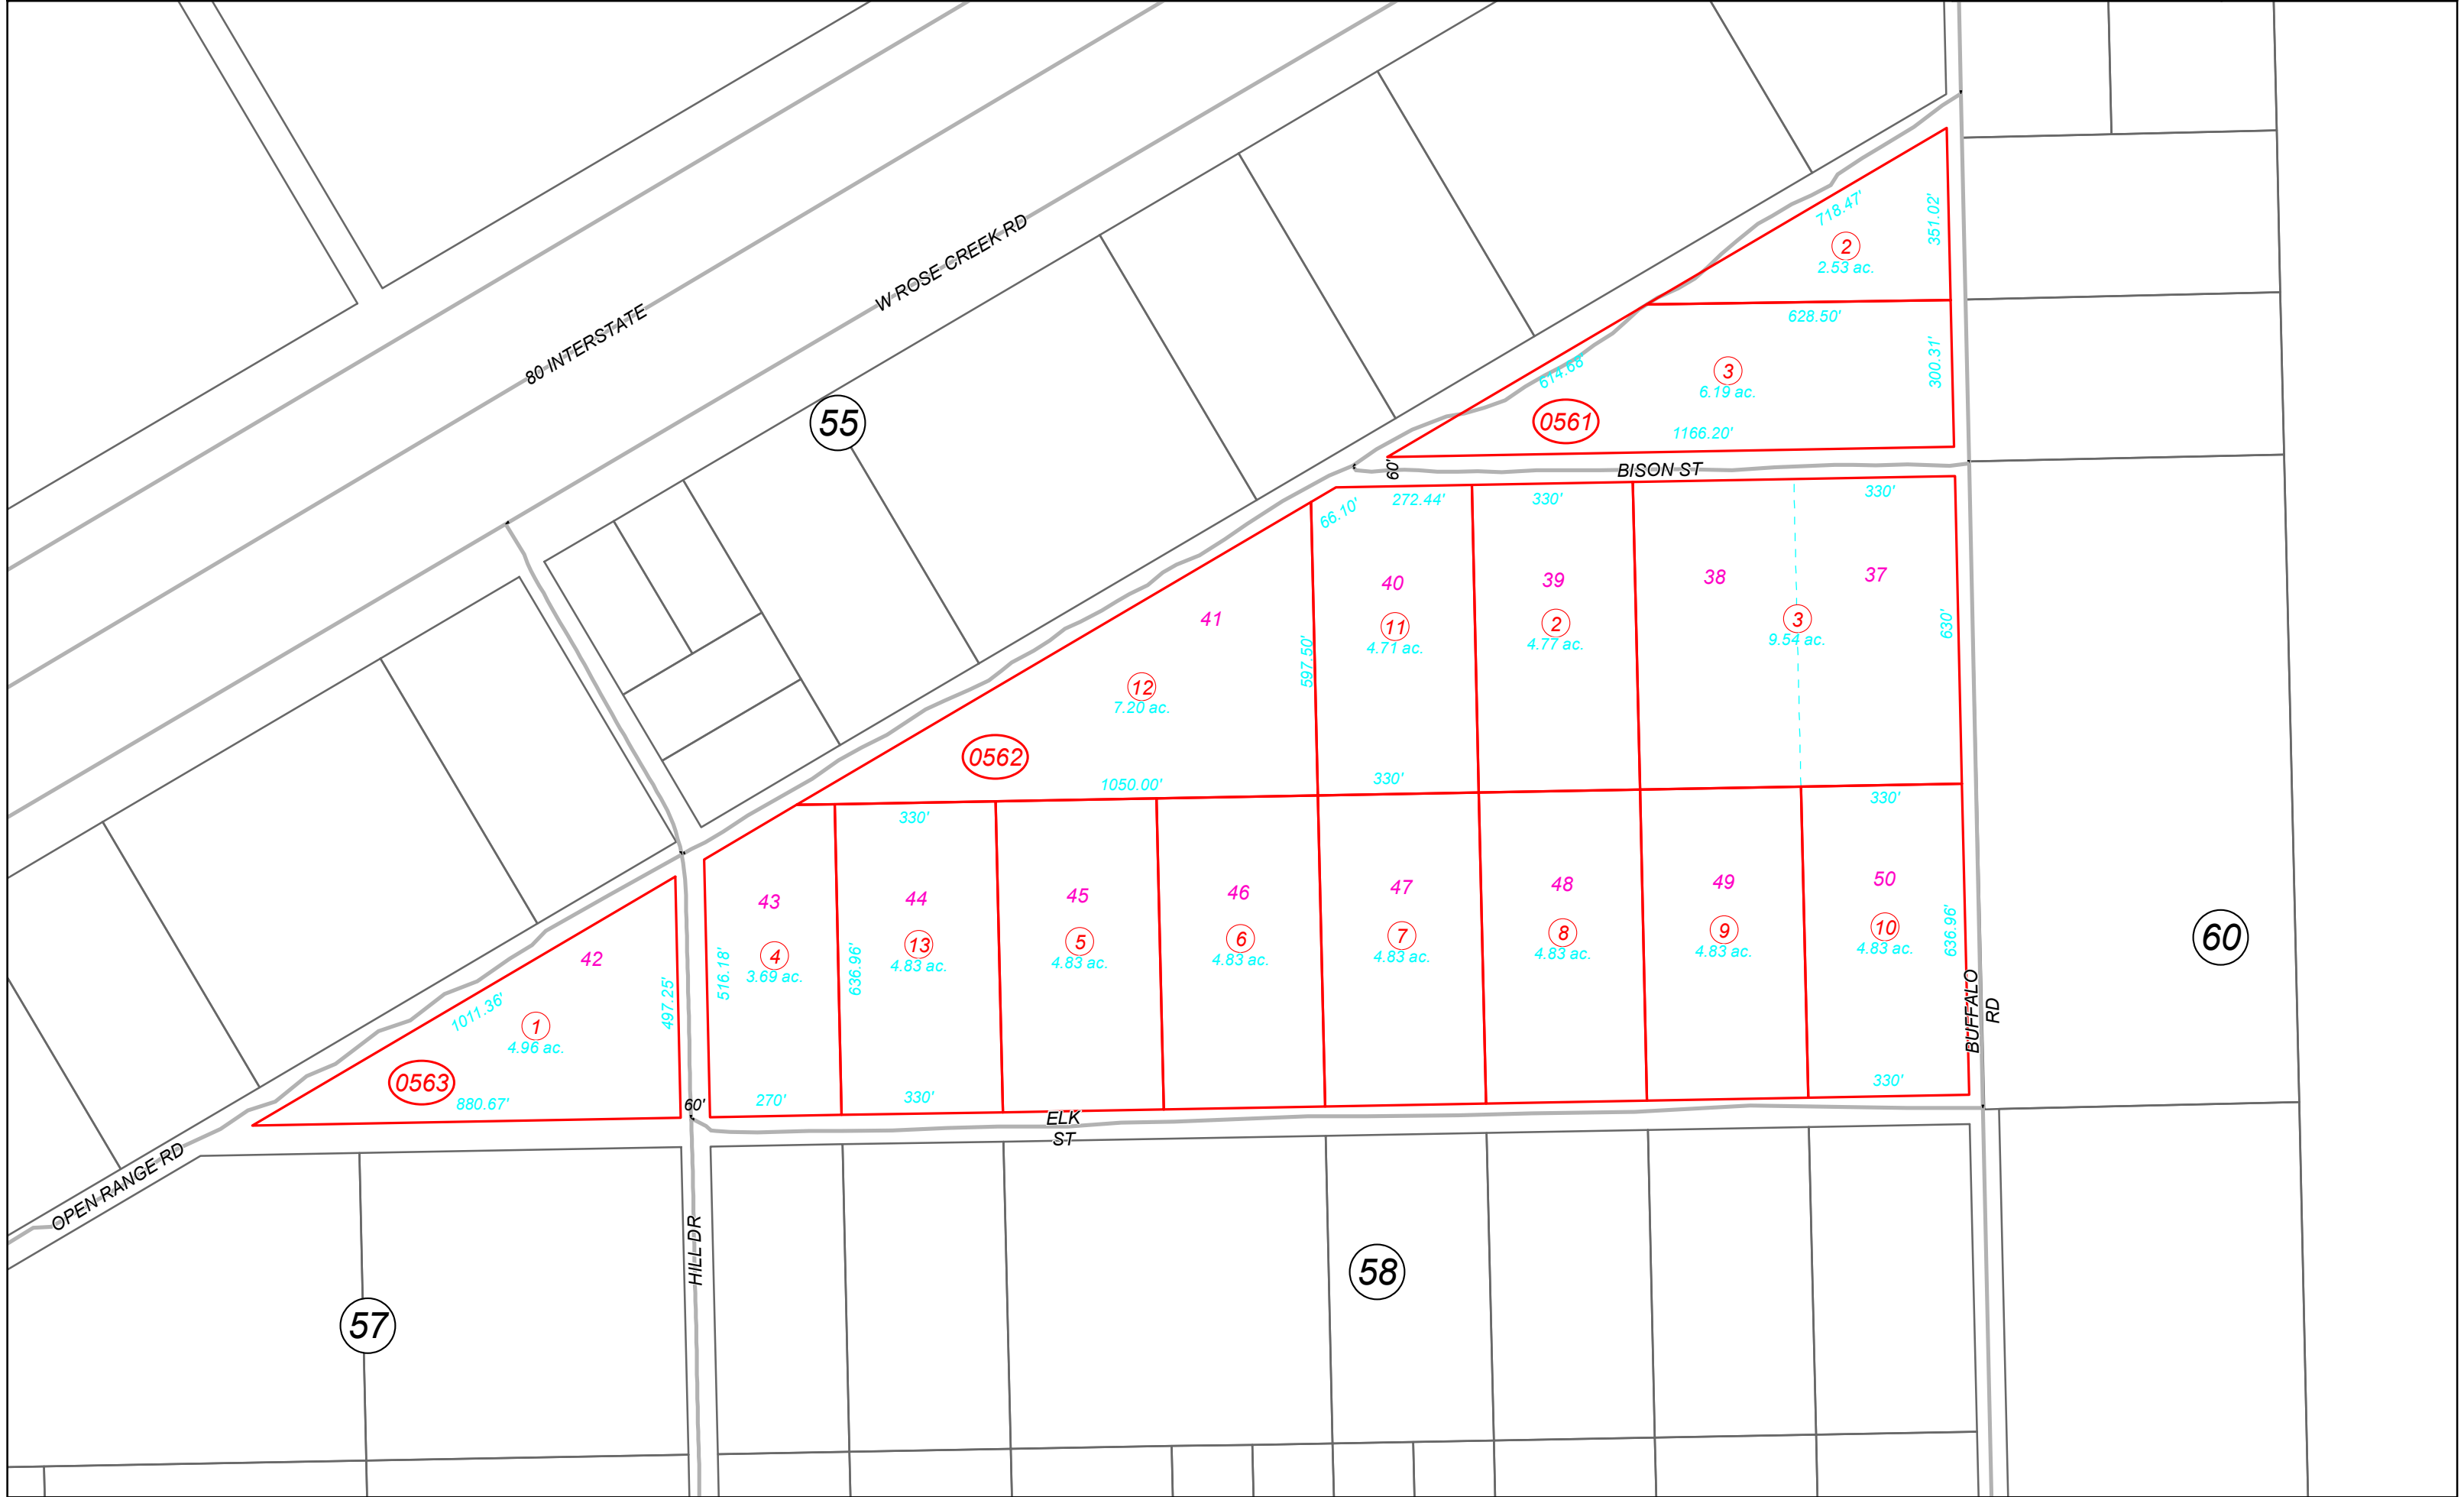 718.47'
351.02'
2
2.53 ac.
W ROSE CREEK RD
80 INTERSTATE
628.50'
300.31'
614.68'
3
6.19 ac.
55
0561
1166.20'
60'
BISON ST
66.10'
272.44'
330'
330'
40
39
38
37
41
11
4.71 ac.
2
4.77 ac.
3
9.54 ac.
630'
597.50'
12
7.20 ac.
0562
1050.00'
330'
330'
330'
43
44
45
46
47
48
49
50
516.18'
4
3.69 ac.
636.96'
13
4.83 ac.
5
4.83 ac.
6
4.83 ac.
7
4.83 ac.
8
4.83 ac.
9
4.83 ac.
10
4.83 ac.
636.96'
60
42
497.25'
1011.36'
1
4.96 ac.
0563
880.67'
60'
270'
330'
330'
ELK
ST
BUFFALO
RD
OPEN RANGE RD
HILL DR
58
57